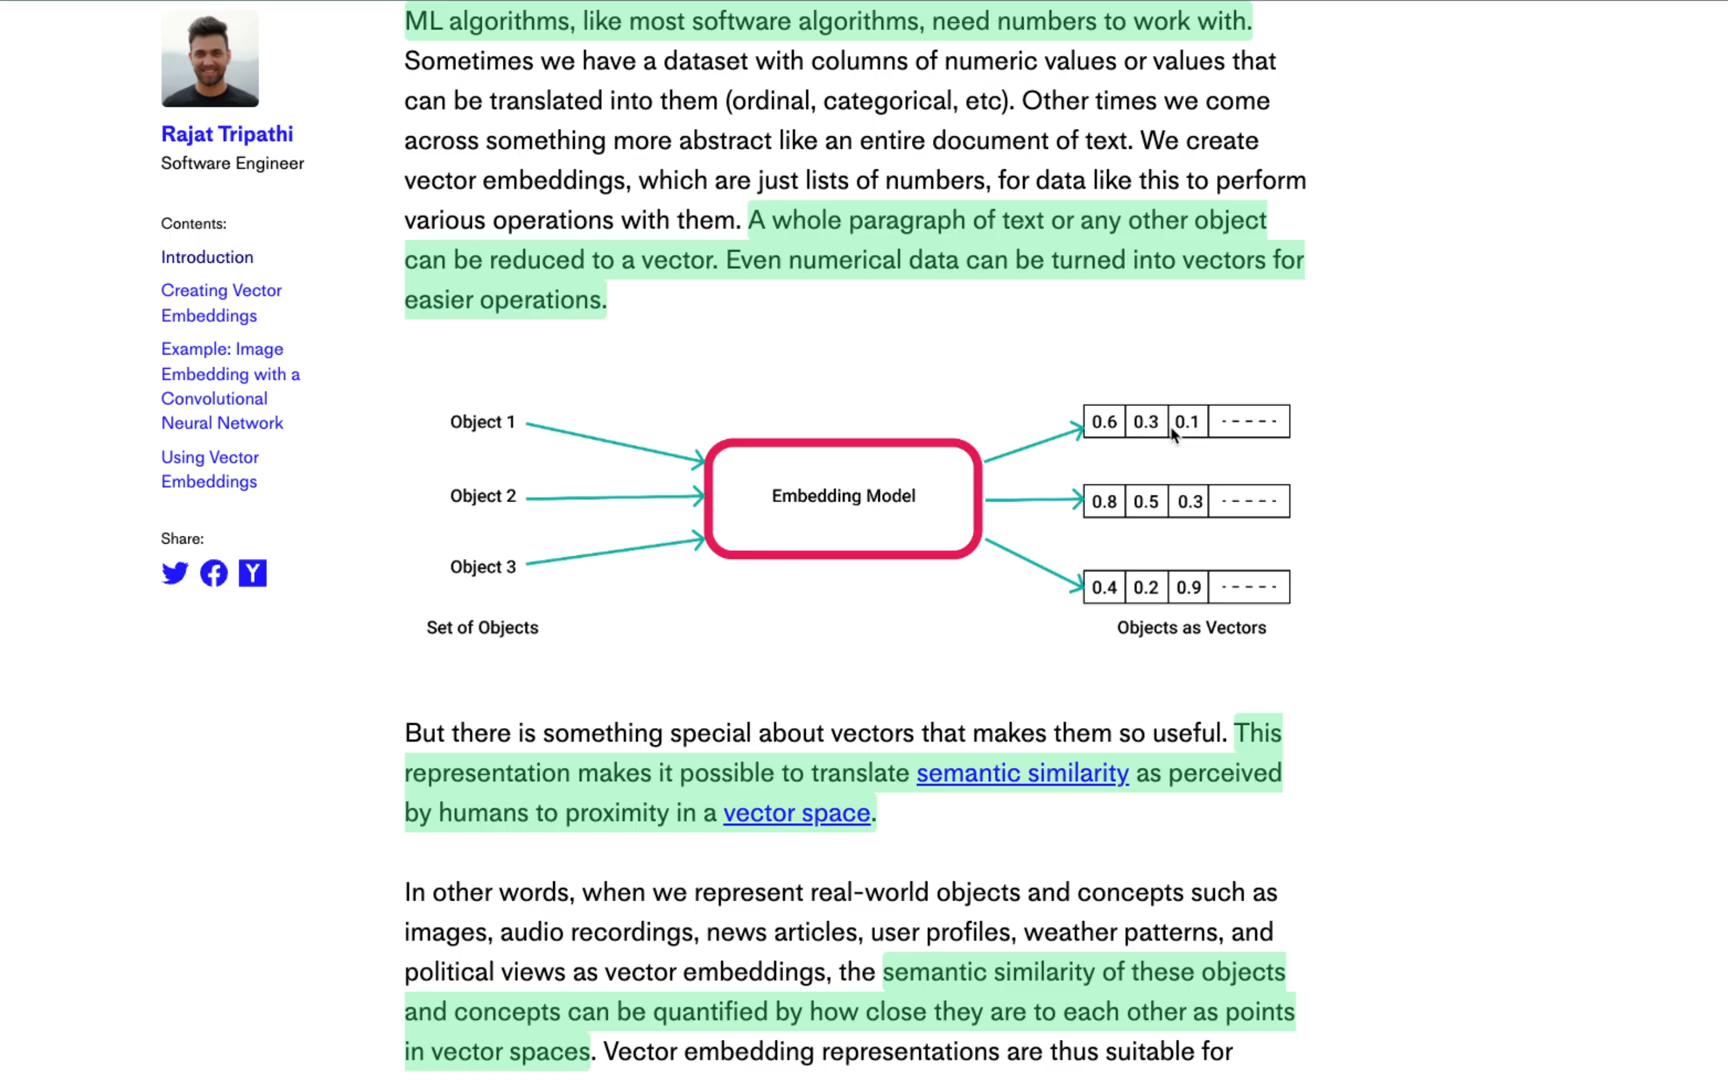 Rajat Tripathi
Software Engineer
Contents:
Introduction
Creating Vector
Embeddings
Example: Image
Embedding with a
Convolutional
Neural Network
Using Vector
Embeddings
Share:
Y
ML algorithms, like most software algorithms, need numbers to work with.
Sometimes we have a dataset with columns of numeric values or values that
can be translated into them (ordinal, categorical, etc). Other times we come
across something more abstract like an entire document of text. We create
vector embeddings, which are just lists of numbers, for data like this to perform
various operations with them. A whole paragraph of text or any other object
can be reduced to a vector. Even numerical data can be turned into vectors for
easier operations.
Object 1
Object 2
Object 3
Set of Objects
Embedding Model
0.6 0.3 0.1 - - - - -
0.8 0.5 0.3 - - - - -
0.4 0.2 0.9 - - - - -
Objects as Vectors
But there is something special about vectors that makes them so useful. This
representation makes it possible to translate semantic similarity as perceived
by humans to proximity in a vector space.
In other words, when we represent real-world objects and concepts such as
images, audio recordings, news articles, user profiles, weather patterns, and
political views as vector embeddings, the semantic similarity of these objects
and concepts can be quantified by how close they are to each other as points
in vector spaces. Vector embedding representations are thus suitable for